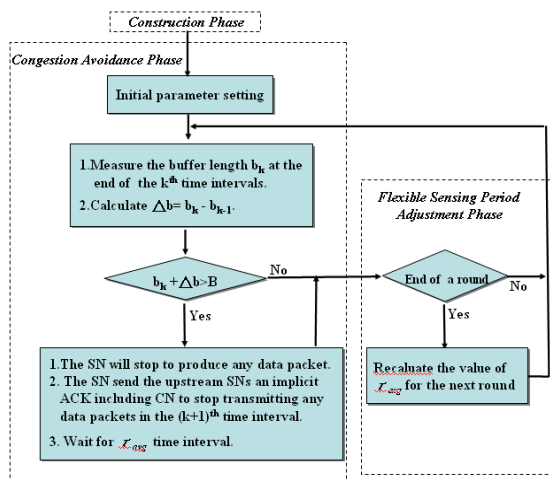 Construction Phase
Congestion Avoidance Phase
Initial parameter setting
1.Measure the buffer length bk at the
end of the kth time intervals.
2.Calculate △b= bk - bk-1.
bk +△b>B
No
Yes
1.The SN will stop to produce any data packet.
2. The SN send the upstream SNs an implicit
ACK including CN to stop transmitting any
data packets in the (k+1)th time interval.
3. Wait for ravg time interval.
Flexible Sensing Period
Adjustment Phase
End of a round
No
Yes
Recaluate the value of
ravg for the next round